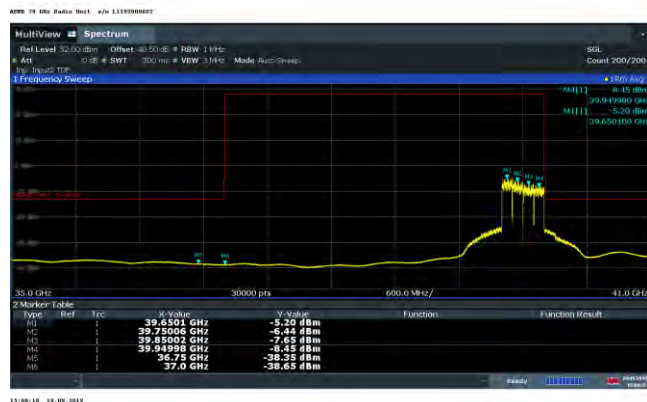 MultiView Spectrum
Ref Level 32.00 dBm Offset 40.50 dB RBW 1 MHz SGL
Att 0 dB SWT 300 ms VBW 3 MHz Mode Auto Sweep Count 200/200
1 Frequency Sweep 1Rm Avg
M4[1] -8.45 dBm
39.949980 GHz
M1[1] -5.20 dBm
39.650100 GHz
M1 M2 M3 M4
M5 M6
35.0 GHz 30000 pts 600.0 MHz/ 41.0 GHz
2 Marker Table
Type Ref Trc X-Value Y-Value Function Function Result
M1 1 39.6501 GHz -5.20 dBm
M2 1 39.75006 GHz -6.44 dBm
M3 1 39.85002 GHz -7.65 dBm
M4 1 39.94998 GHz -8.45 dBm
M5 1 36.75 GHz -38.35 dBm
M6 1 37.0 GHz -38.65 dBm
Ready